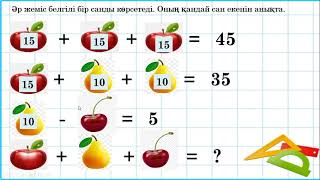 Әр жеміс белгілі бір санды көрсетеді. Оның қандай сан екенін анықта.
15 + 15 15 = 45
15 + 10 + 10 = 35
10 - = 5
+ + = ?